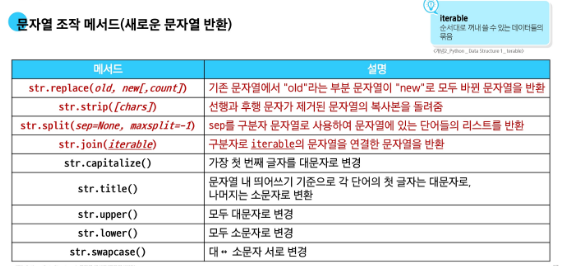 문자열 조작 메서드(새로운 문자열 반환)
iterable
순서대로 꺼내 쓸 수 있는 데이터들의
묶음
메서드 설명
str.replace(old, new[,count]) 기존 문자열에서 "old"라는 부분 문자열이 "new"로 모두 바뀐 문자열을 반환
str.strip([chars]) 선행과 후행 문자가 제거된 문자열의 복사본을 돌려줌
str.split(sep=None, maxsplit=-1) sep를 구분자 문자열로 사용하여 문자열에 있는 단어들의 리스트를 반환
str.join(iterable) 구분자로 iterable의 문자열을 연결한 문자열을 반환
str.capitalize() 가장 첫 번째 글자를 대문자로 변경
str.title() 문자열 내 띄어쓰기 기준으로 각 단어의 첫 글자는 대문자로,
나머지는 소문자로 변환
str.upper() 모두 대문자로 변경
str.lower() 모두 소문자로 변경
str.swapcase() 대 ↔ 소문자 서로 변경